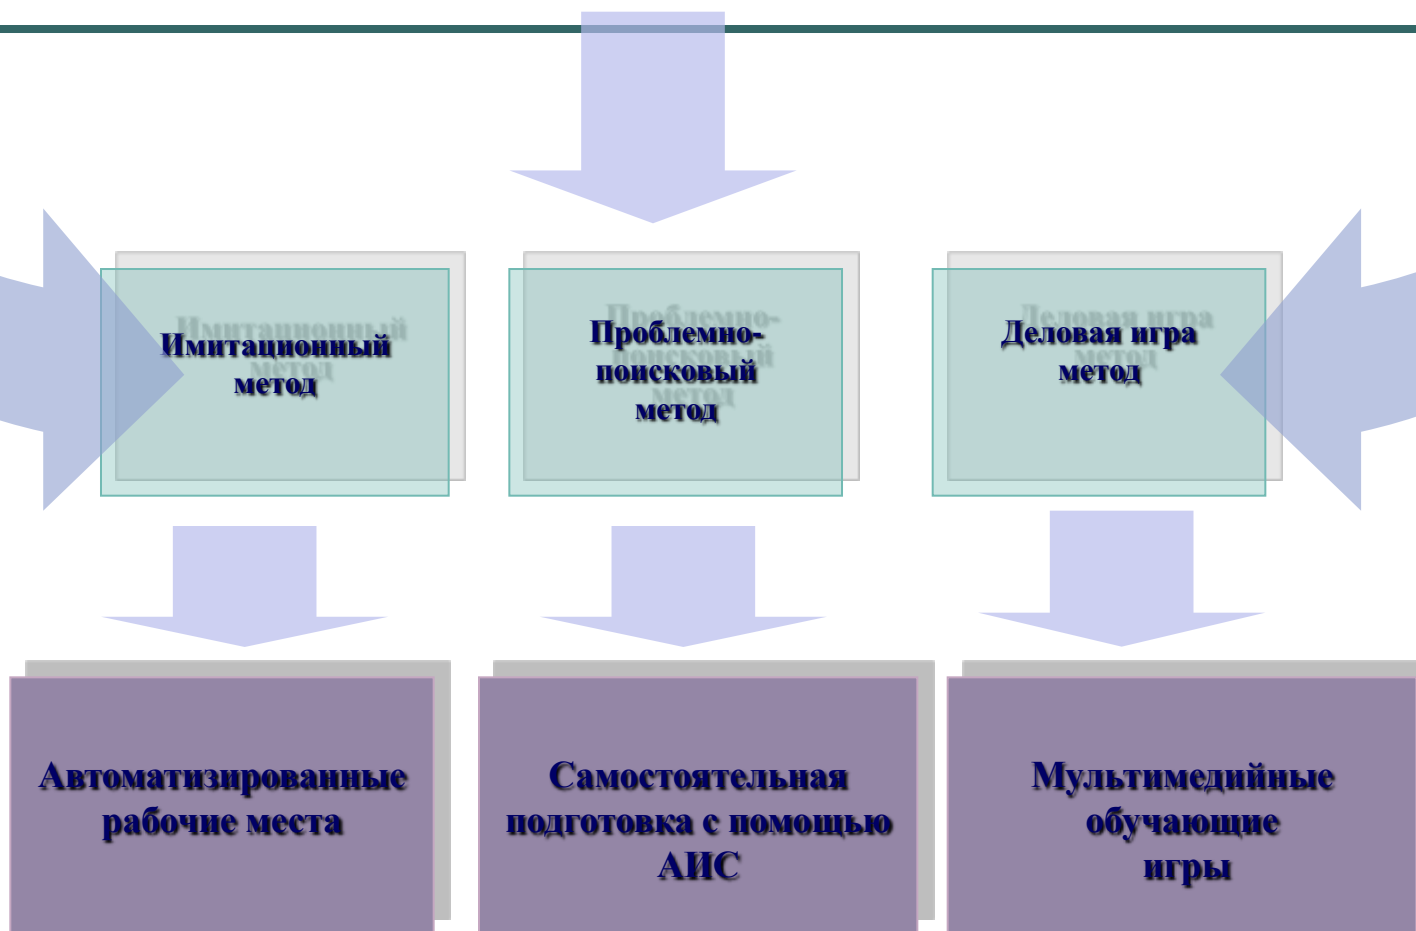 Имитационный
метод
Проблемно-
поисковый
метод
Деловая игра
метод
Автоматизированные
рабочие места
Самостоятельная
подготовка с помощью
АИС
Мультимедийные
обучающие
игры